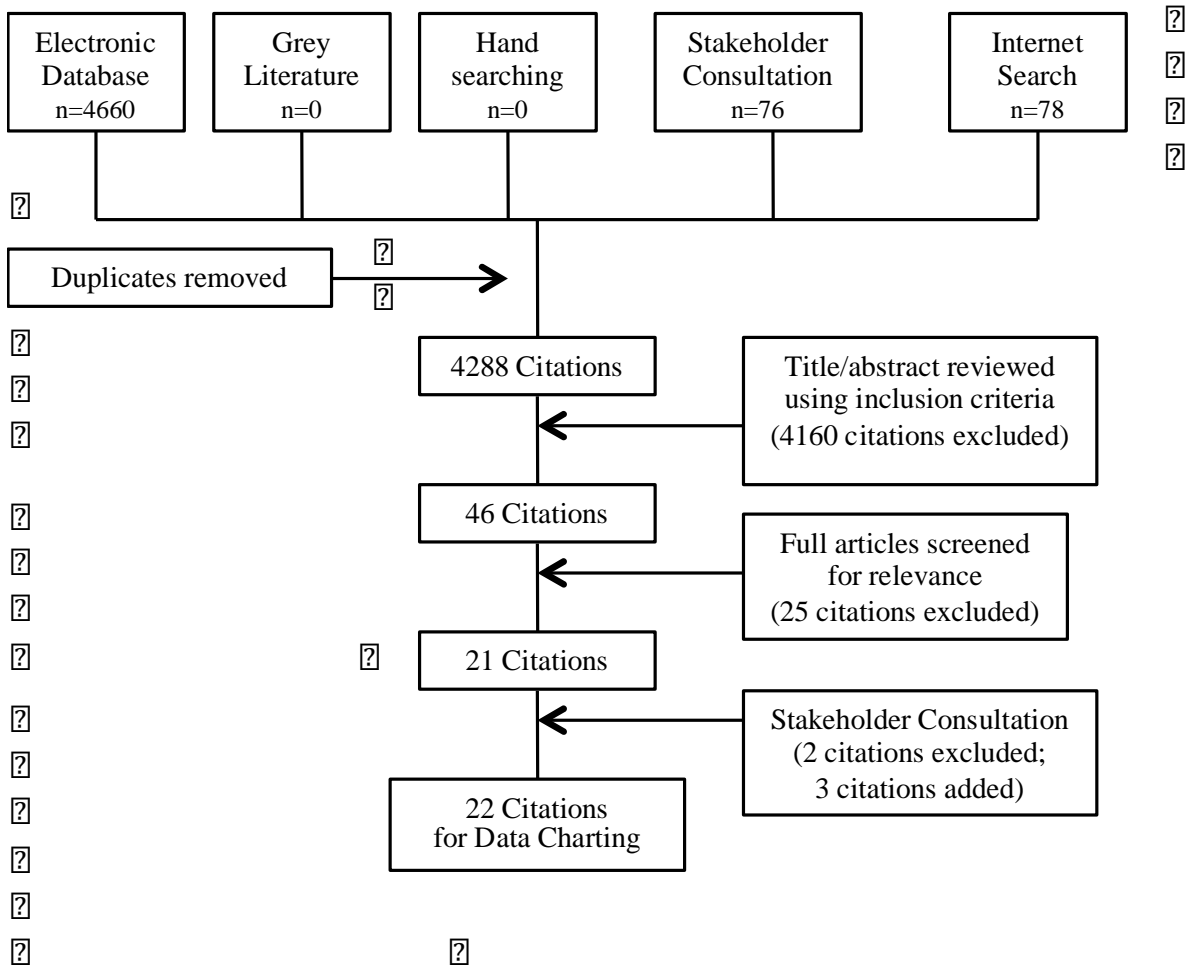 Electronic
Database
n=4660
Grey
Literature
n=0
Hand
searching
n=0
Stakeholder
Consultation
n=76
Internet
Search
n=78
Duplicates removed
4288 Citations
Title/abstract reviewed
using inclusion criteria
(4160 citations excluded)
46 Citations
Full articles screened
for relevance
(25 citations excluded)
21 Citations
Stakeholder Consultation
(2 citations excluded;
3 citations added)
22 Citations
for Data Charting